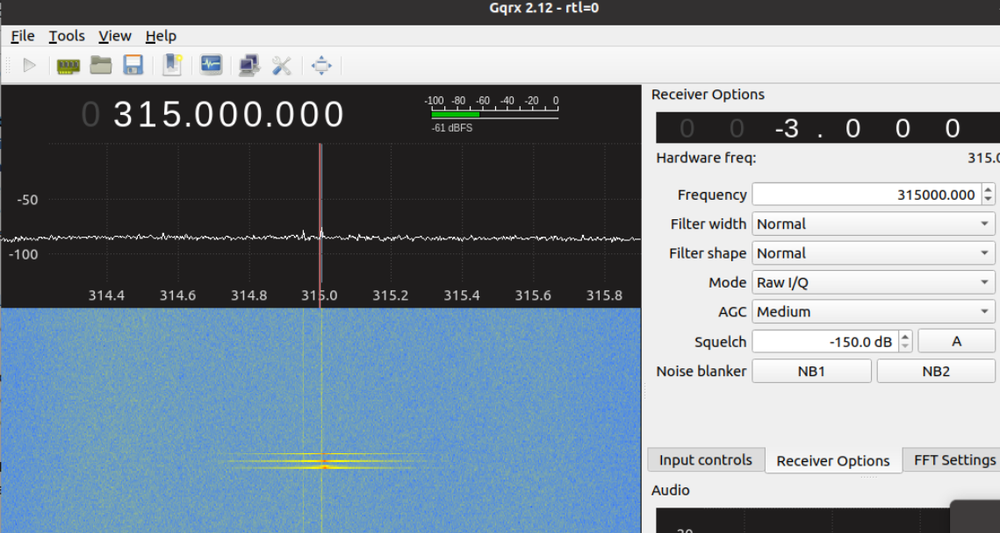 Gqrx 2.12 - rtl=0
File Tools View Help
0 315.000.000
-100 -80 -60 -40 -20 0
-61 dBFS
-50
-100
314.4 314.6 314.8 315.0 315.2 315.4 315.6 315.8
Receiver Options
0 0 -3 . 0 0 0
Hardware freq: 315.0
Frequency 315000.000
Filter width Normal
Filter shape Normal
Mode Raw I/Q
AGC Medium
Squelch -150.0 dB A
Noise blanker NB1 NB2
Input controls Receiver Options FFT Settings
Audio